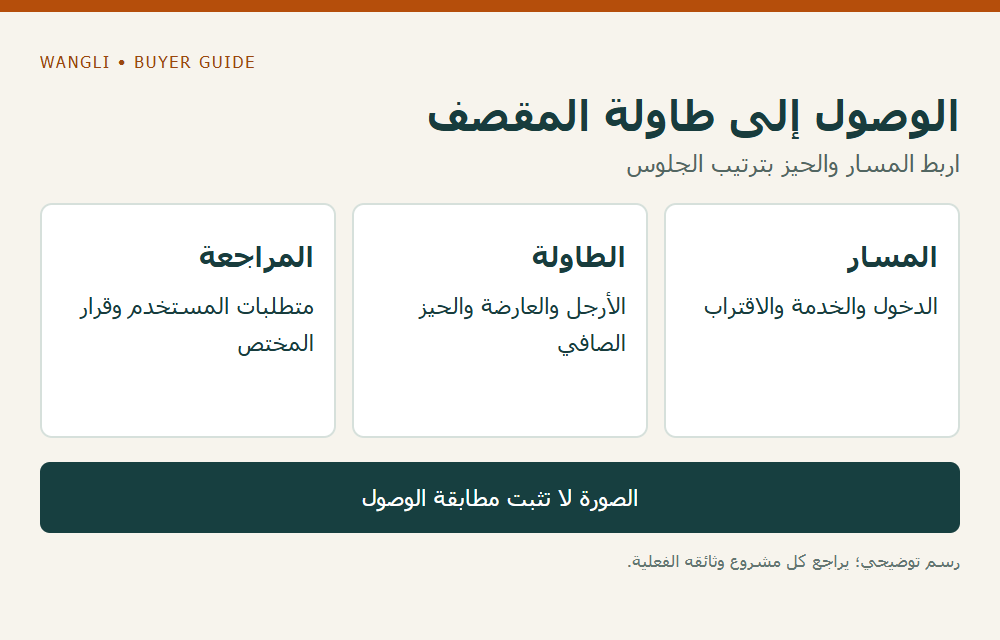 WANGLI • BUYER GUIDE
الوصول إلى طاولة المقصف
اربط المسار والحيز بترتيب الجلوس
المسار
الدخول والخدمة والاقتراب
الطاولة
الأرجل والعارضة والحيز
الصافي
المراجعة
متطلبات المستخدم وقرار
المختص
الصورة لا تثبت مطابقة الوصول
رسم توضيحي؛ يراجع كل مشروع وثائقه الفعلية.